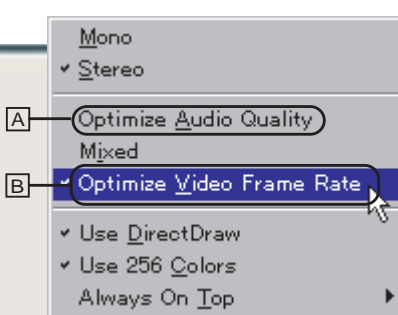 Mono
Stereo
A
Optimize Audio Quality
Mixed
B
Optimize Video Frame Rate
Use DirectDraw
Use 256 Colors
Always On Top